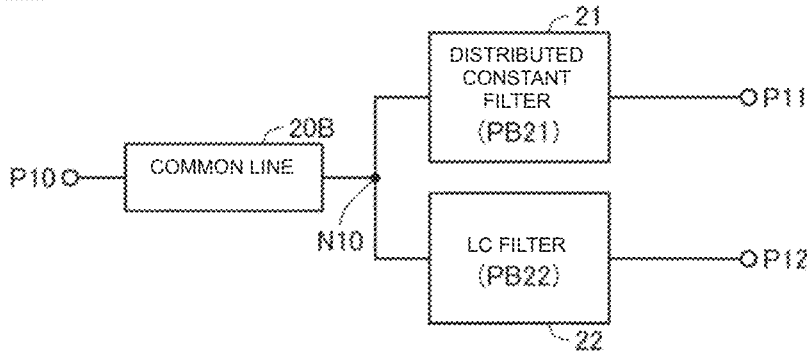 21
DISTRIBUTED
CONSTANT
FILTER
(PB21)
P11
20B
COMMON LINE
P10
N10
LC FILTER
(PB22)
P12
22